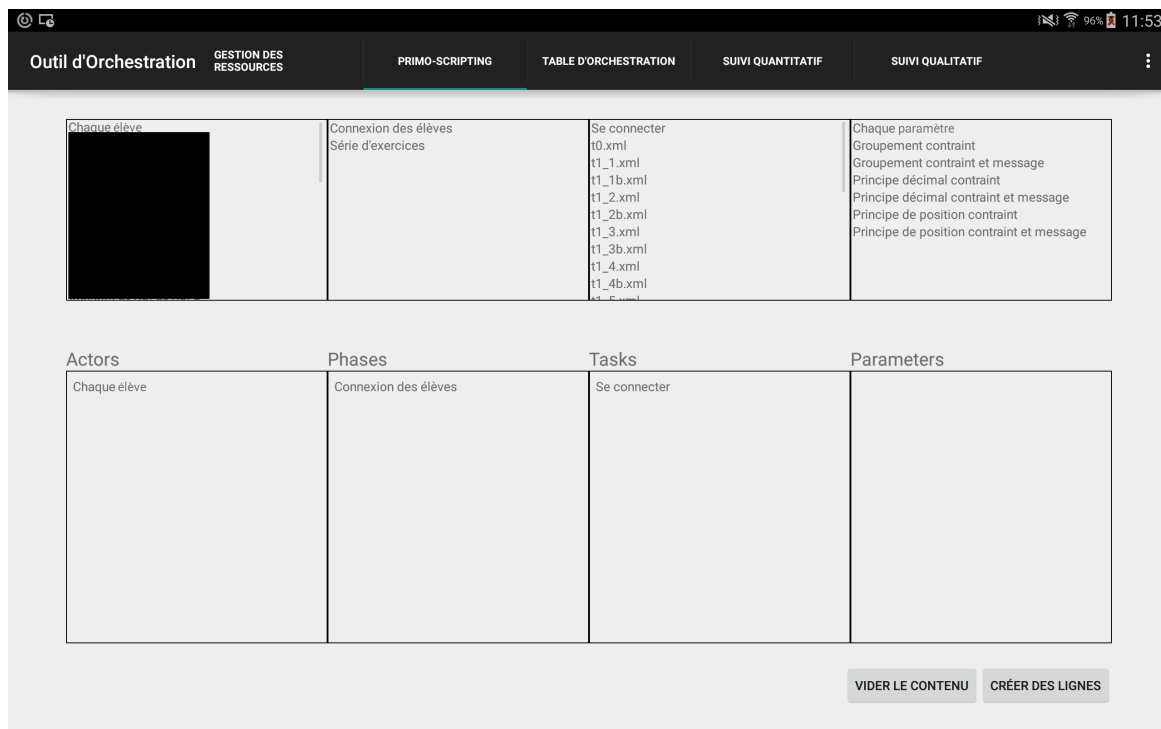 96% 11:53
Outil d'Orchestration
GESTION DES
RESSOURCES
PRIMO-SCRIPTING
TABLE D'ORCHESTRATION
SUIVI QUANTITATIF
SUIVI QUALITATIF
Chaque élève
Connexion des élèves
Série d'exercices
Se connecter
t0.xml
t1_1.xml
t1_1b.xml
t1_2.xml
t1_2b.xml
t1_3.xml
t1_3b.xml
t1_4.xml
t1_4b.xml
t1_5.xml
Chaque paramètre
Groupement contraint
Groupement contraint et message
Principe décimal contraint
Principe décimal contraint et message
Principe de position contraint
Principe de position contraint et message
Actors
Phases
Tasks
Parameters
Chaque élève
Connexion des élèves
Se connecter
VIDER LE CONTENU
CRÉER DES LIGNES